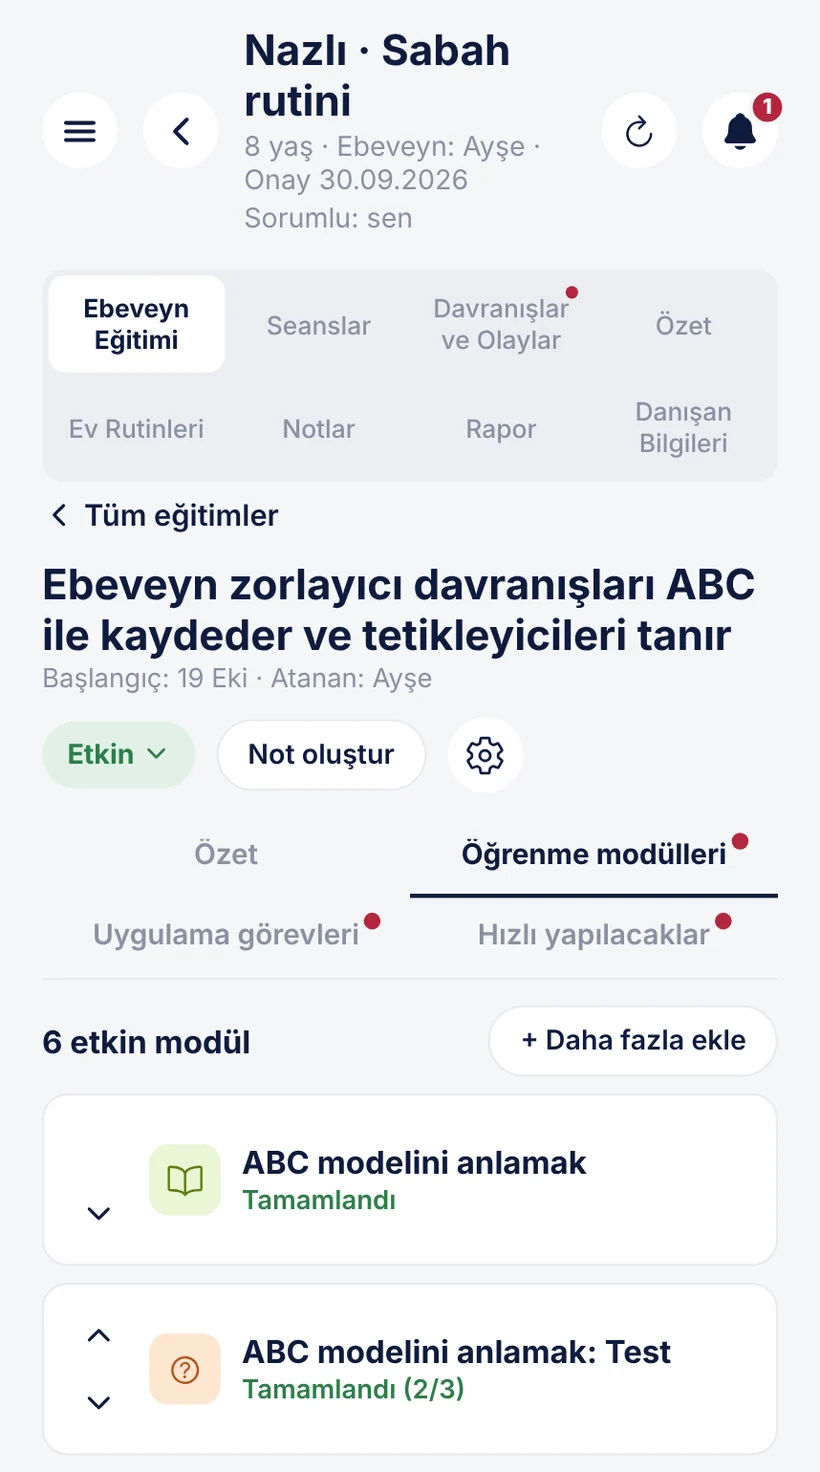 Nazlı · Sabah
rutini
8 yaş · Ebeveyn: Ayşe ·
Onay 30.09.2026
Sorumlu: sen
1
Ebeveyn
Eğitimi
Seanslar
Davranışlar
ve Olaylar
Özet
Ev Rutinleri
Notlar
Rapor
Danışan
Bilgileri
Tüm eğitimler
Ebeveyn zorlayıcı davranışları ABC
ile kaydeder ve tetikleyicileri tanır
Başlangıç: 19 Eki · Atanan: Ayşe
Etkin
Not oluştur
Özet
Öğrenme modülleri
Uygulama görevleri
Hızlı yapılacaklar
6 etkin modül
+ Daha fazla ekle
ABC modelini anlamak
Tamamlandı
ABC modelini anlamak: Test
Tamamlandı (2/3)